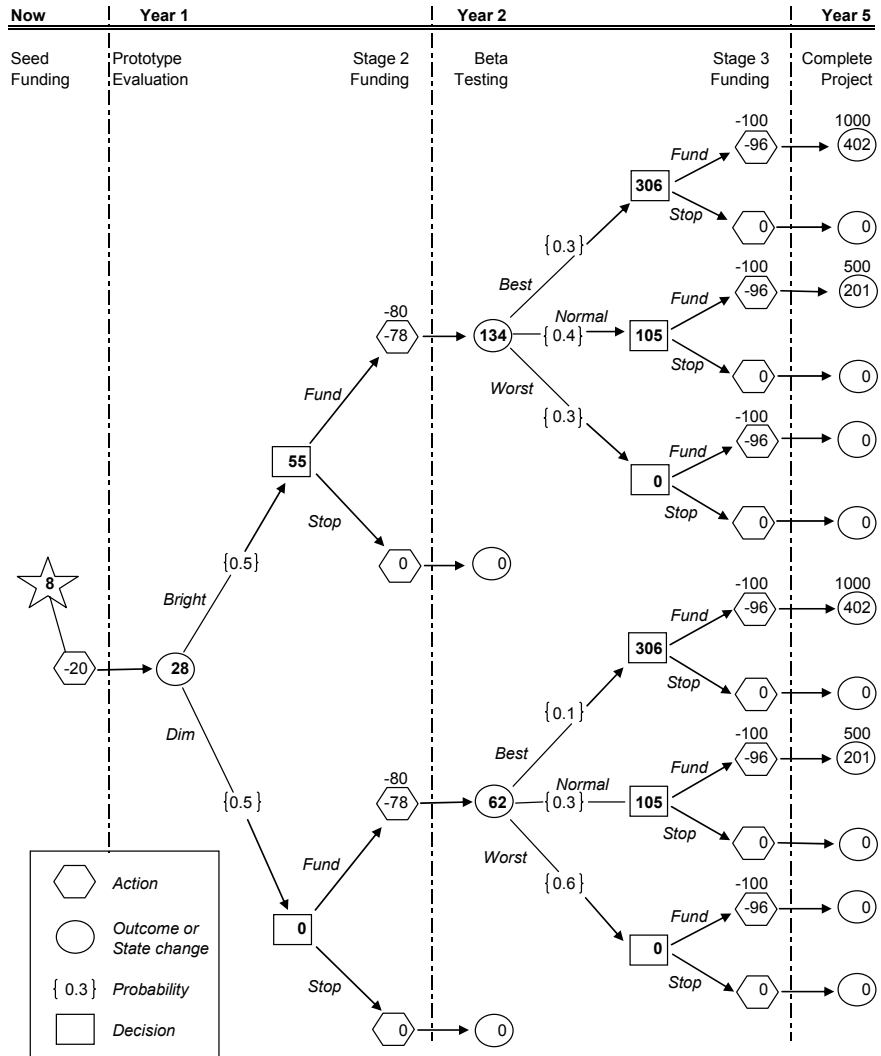 Now Year 1 Year 2 Year 5
Seed Prototype Stage 2 Beta Stage 3 Complete
Funding Evaluation Funding Testing Funding Project
-100 1000
Fund -96 402
306
Stop
0 0
{0.3}
-100 500
Best Fund -96 201
-80 Normal
-78 134 {0.4} 105
Stop
Worst 0 0
Fund {0.3} -100
Fund -96 0
55 0
Stop
Stop 0 0
{0.5} 0 0
8 -100 1000
Bright Fund -96 402
306
-20 28 Stop
0 0
{0.1}
Dim -100 500
Best Fund -96 201
-80 Normal
{0.5} -78 62 {0.3} 105
Stop
Worst 0 0
Fund {0.6} -100
Action Fund -96 0
0 0
Outcome or
State change
Stop Stop 0 0
{ 0.3 } Probability
Decision 0 0